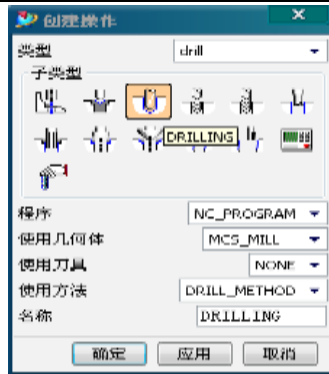 创建操作
类型 drill
子类型
DRILLING
程序 NC_PROGRAM
使用几何体 MCS_MILL
使用刀具 NONE
使用方法 DRILL_METHOD
名称 DRILLING
确定 应用 取消